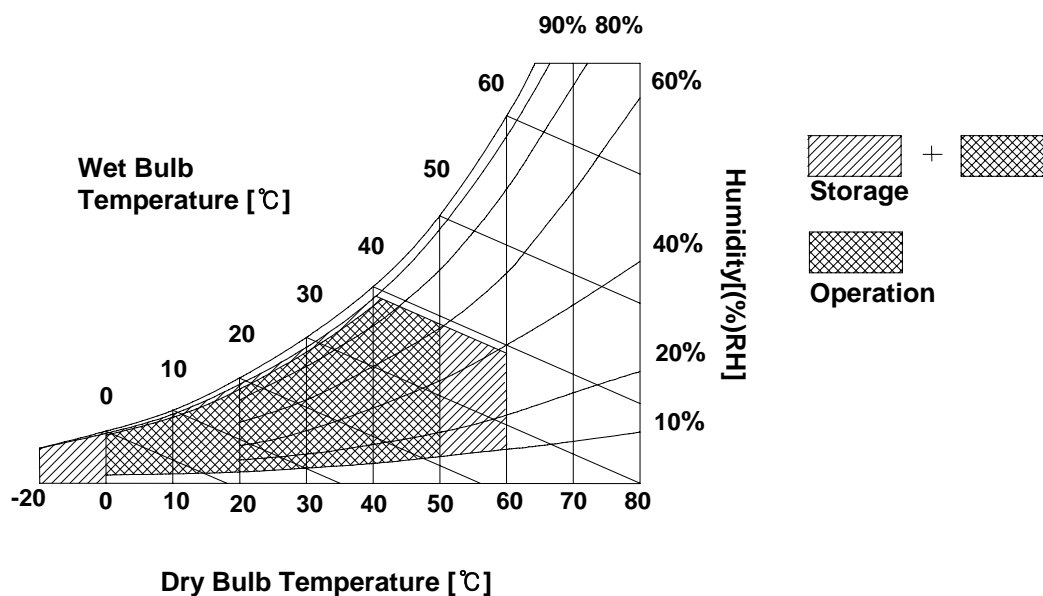 90% 80%
60
60%
Wet Bulb
Temperature [℃]
50
Storage
40
40%
Humidity[(%)RH]
30
Operation
20
20%
10
0
10%
-20 0 10 20 30 40 50 60 70 80
Dry Bulb Temperature [℃]